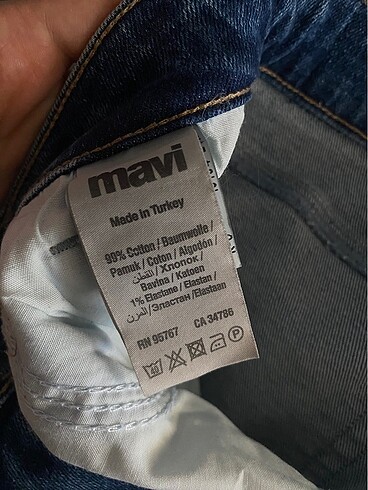 mavi
Made in Turkey
99% Cotton / Baumwolle /
Pamuk / Coton / Algodón /
القطن / Хлопок /
Bavlna / Katoen
1% Elastane / Elastan /
/ Эластан / Elastaan
RN 95767 CA 34786
40 P